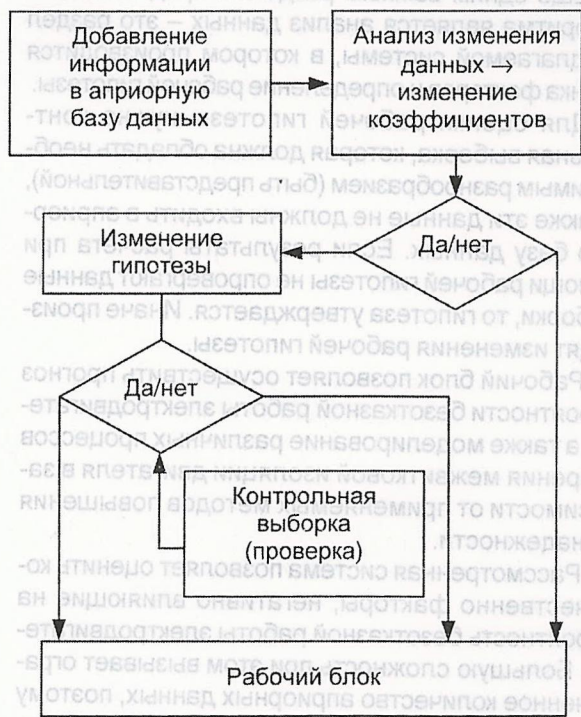 Добавление
информации
в априорную
базу данных
Анализ изменения
данных →
изменение
коэффициентов
Изменение
гипотезы
Да/нет
Да/нет
Контрольная
выборка
(проверка)
Рабочий блок